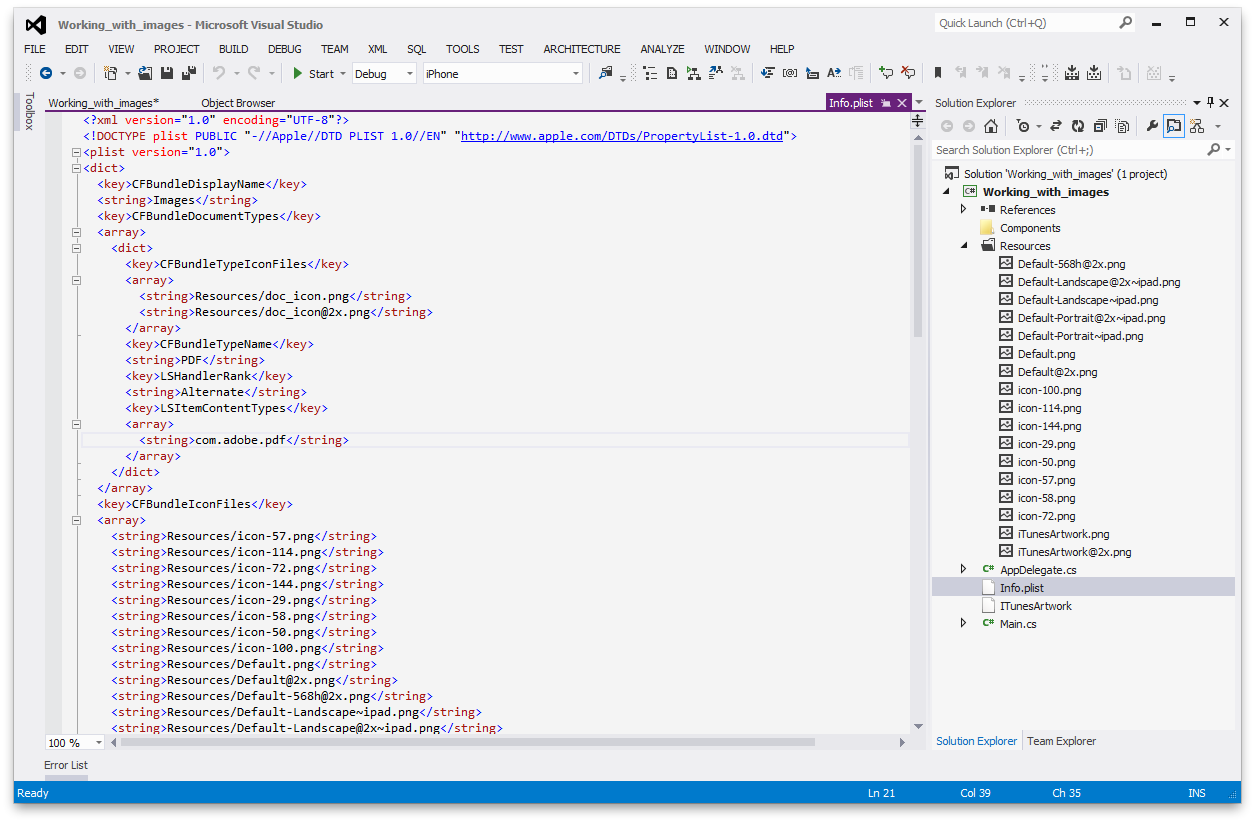 Working_with_images - Microsoft Visual Studio
Quick Launch (Ctrl+Q)
FILE EDIT VIEW PROJECT BUILD DEBUG TEAM XML SQL TOOLS TEST ARCHITECTURE ANALYZE WINDOW HELP
Start Debug iPhone
Toolbox
Working_with_images* Object Browser Info.plist
<?xml version="1.0" encoding="UTF-8"?>
<!DOCTYPE plist PUBLIC "-//Apple//DTD PLIST 1.0//EN" "http://www.apple.com/DTDs/PropertyList-1.0.dtd">
<plist version="1.0">
<dict>
<key>CFBundleDisplayName</key>
<string>Images</string>
<key>CFBundleDocumentTypes</key>
<array>
<dict>
<key>CFBundleTypeIconFiles</key>
<array>
<string>Resources/doc_icon.png</string>
<string>Resources/doc_icon@2x.png</string>
</array>
<key>CFBundleTypeName</key>
<string>PDF</string>
<key>LSHandlerRank</key>
<string>Alternate</string>
<key>LSItemContentTypes</key>
<array>
<string>com.adobe.pdf</string>
</array>
</dict>
</array>
<key>CFBundleIconFiles</key>
<array>
<string>Resources/icon-57.png</string>
<string>Resources/icon-114.png</string>
<string>Resources/icon-72.png</string>
<string>Resources/icon-144.png</string>
<string>Resources/icon-29.png</string>
<string>Resources/icon-58.png</string>
<string>Resources/icon-50.png</string>
<string>Resources/icon-100.png</string>
<string>Resources/Default.png</string>
<string>Resources/Default@2x.png</string>
<string>Resources/Default-568h@2x.png</string>
<string>Resources/Default-Landscape~ipad.png</string>
<string>Resources/Default-Landscape@2x~ipad.png</string>
100 %
Error List
Solution Explorer
Search Solution Explorer (Ctrl+;)
Solution 'Working_with_images' (1 project)
C# Working_with_images
References
Components
Resources
Default-568h@2x.png
Default-Landscape@2x~ipad.png
Default-Landscape~ipad.png
Default-Portrait@2x~ipad.png
Default-Portrait~ipad.png
Default.png
Default@2x.png
icon-100.png
icon-114.png
icon-144.png
icon-29.png
icon-50.png
icon-57.png
icon-58.png
icon-72.png
iTunesArtwork.png
iTunesArtwork@2x.png
C# AppDelegate.cs
Info.plist
ITunesArtwork
C# Main.cs
Solution Explorer Team Explorer
Ready Ln 21 Col 39 Ch 35 INS